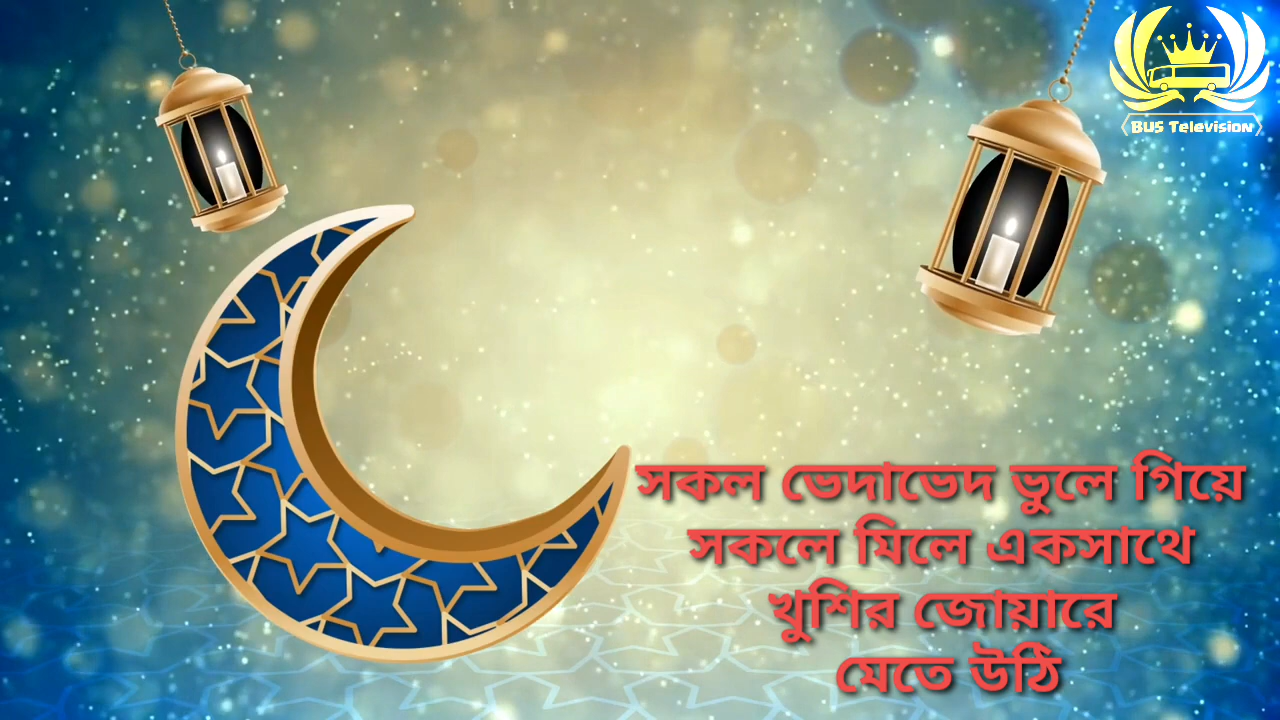 BUS Television
সকল ভেদাভেদ ভুলে গিয়ে
সকলে মিলে একসাথে
খুশির জোয়ারে
মেতে উঠি